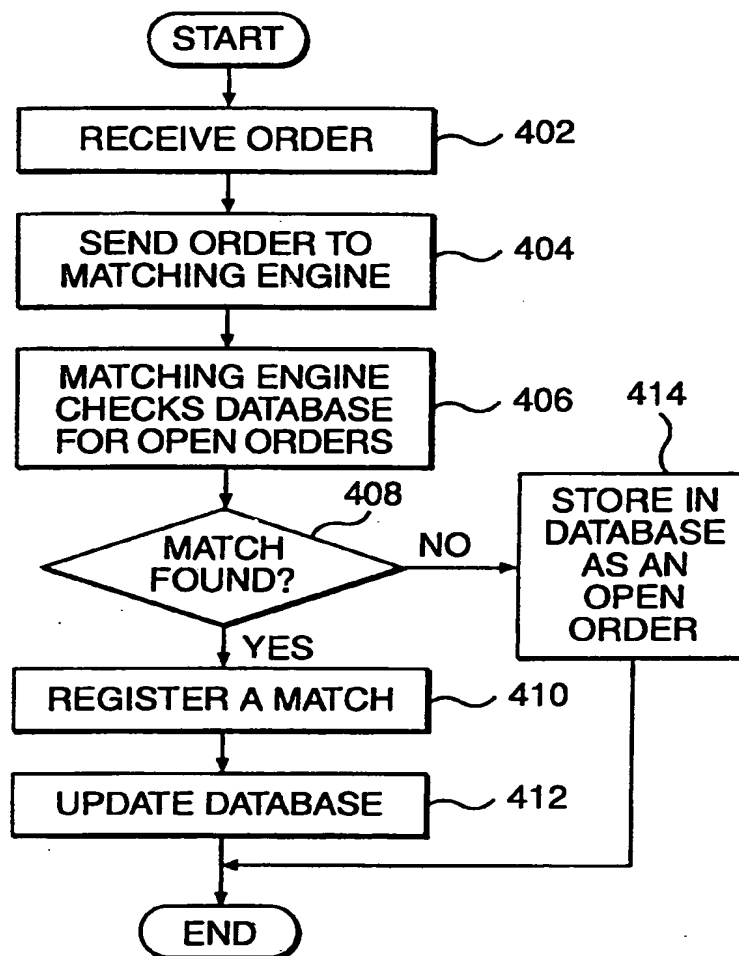 START
RECEIVE ORDER
402
SEND ORDER TO
MATCHING ENGINE
404
MATCHING ENGINE
CHECKS DATABASE
FOR OPEN ORDERS
406
414
STORE IN
DATABASE
AS AN
OPEN
ORDER
408
MATCH
FOUND?
NO
YES
REGISTER A MATCH
410
UPDATE DATABASE
412
END